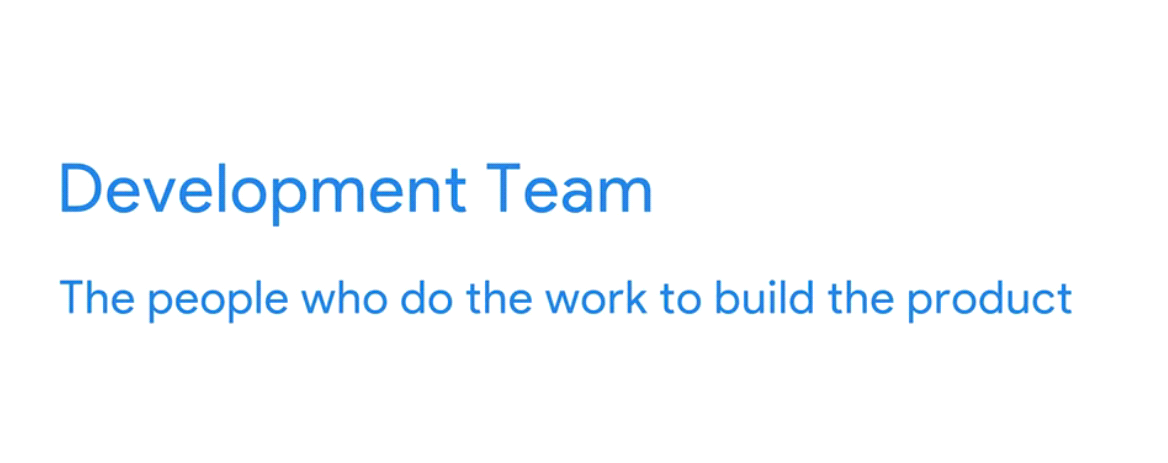 Development Team
The people who do the work to build the product